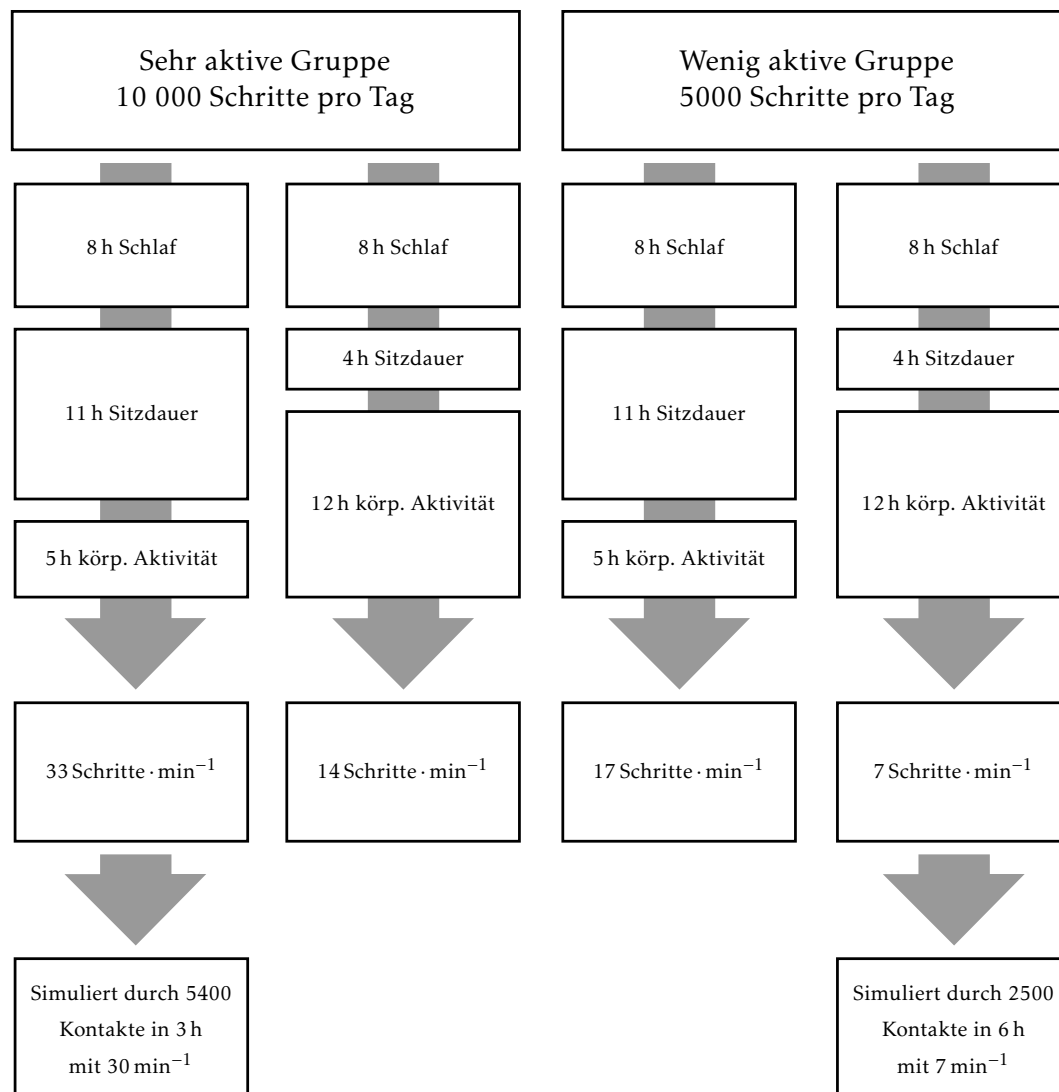 Sehr aktive Gruppe
10 000 Schritte pro Tag
Wenig aktive Gruppe
5000 Schritte pro Tag
8 h Schlaf
8 h Schlaf
8 h Schlaf
8 h Schlaf
11 h Sitzdauer
4 h Sitzdauer
11 h Sitzdauer
4 h Sitzdauer
5 h körp. Aktivität
12 h körp. Aktivität
5 h körp. Aktivität
12 h körp. Aktivität
33 Schritte · min⁻¹
14 Schritte · min⁻¹
17 Schritte · min⁻¹
7 Schritte · min⁻¹
Simuliert durch 5400
Kontakte in 3 h
mit 30 min⁻¹
Simuliert durch 2500
Kontakte in 6 h
mit 7 min⁻¹